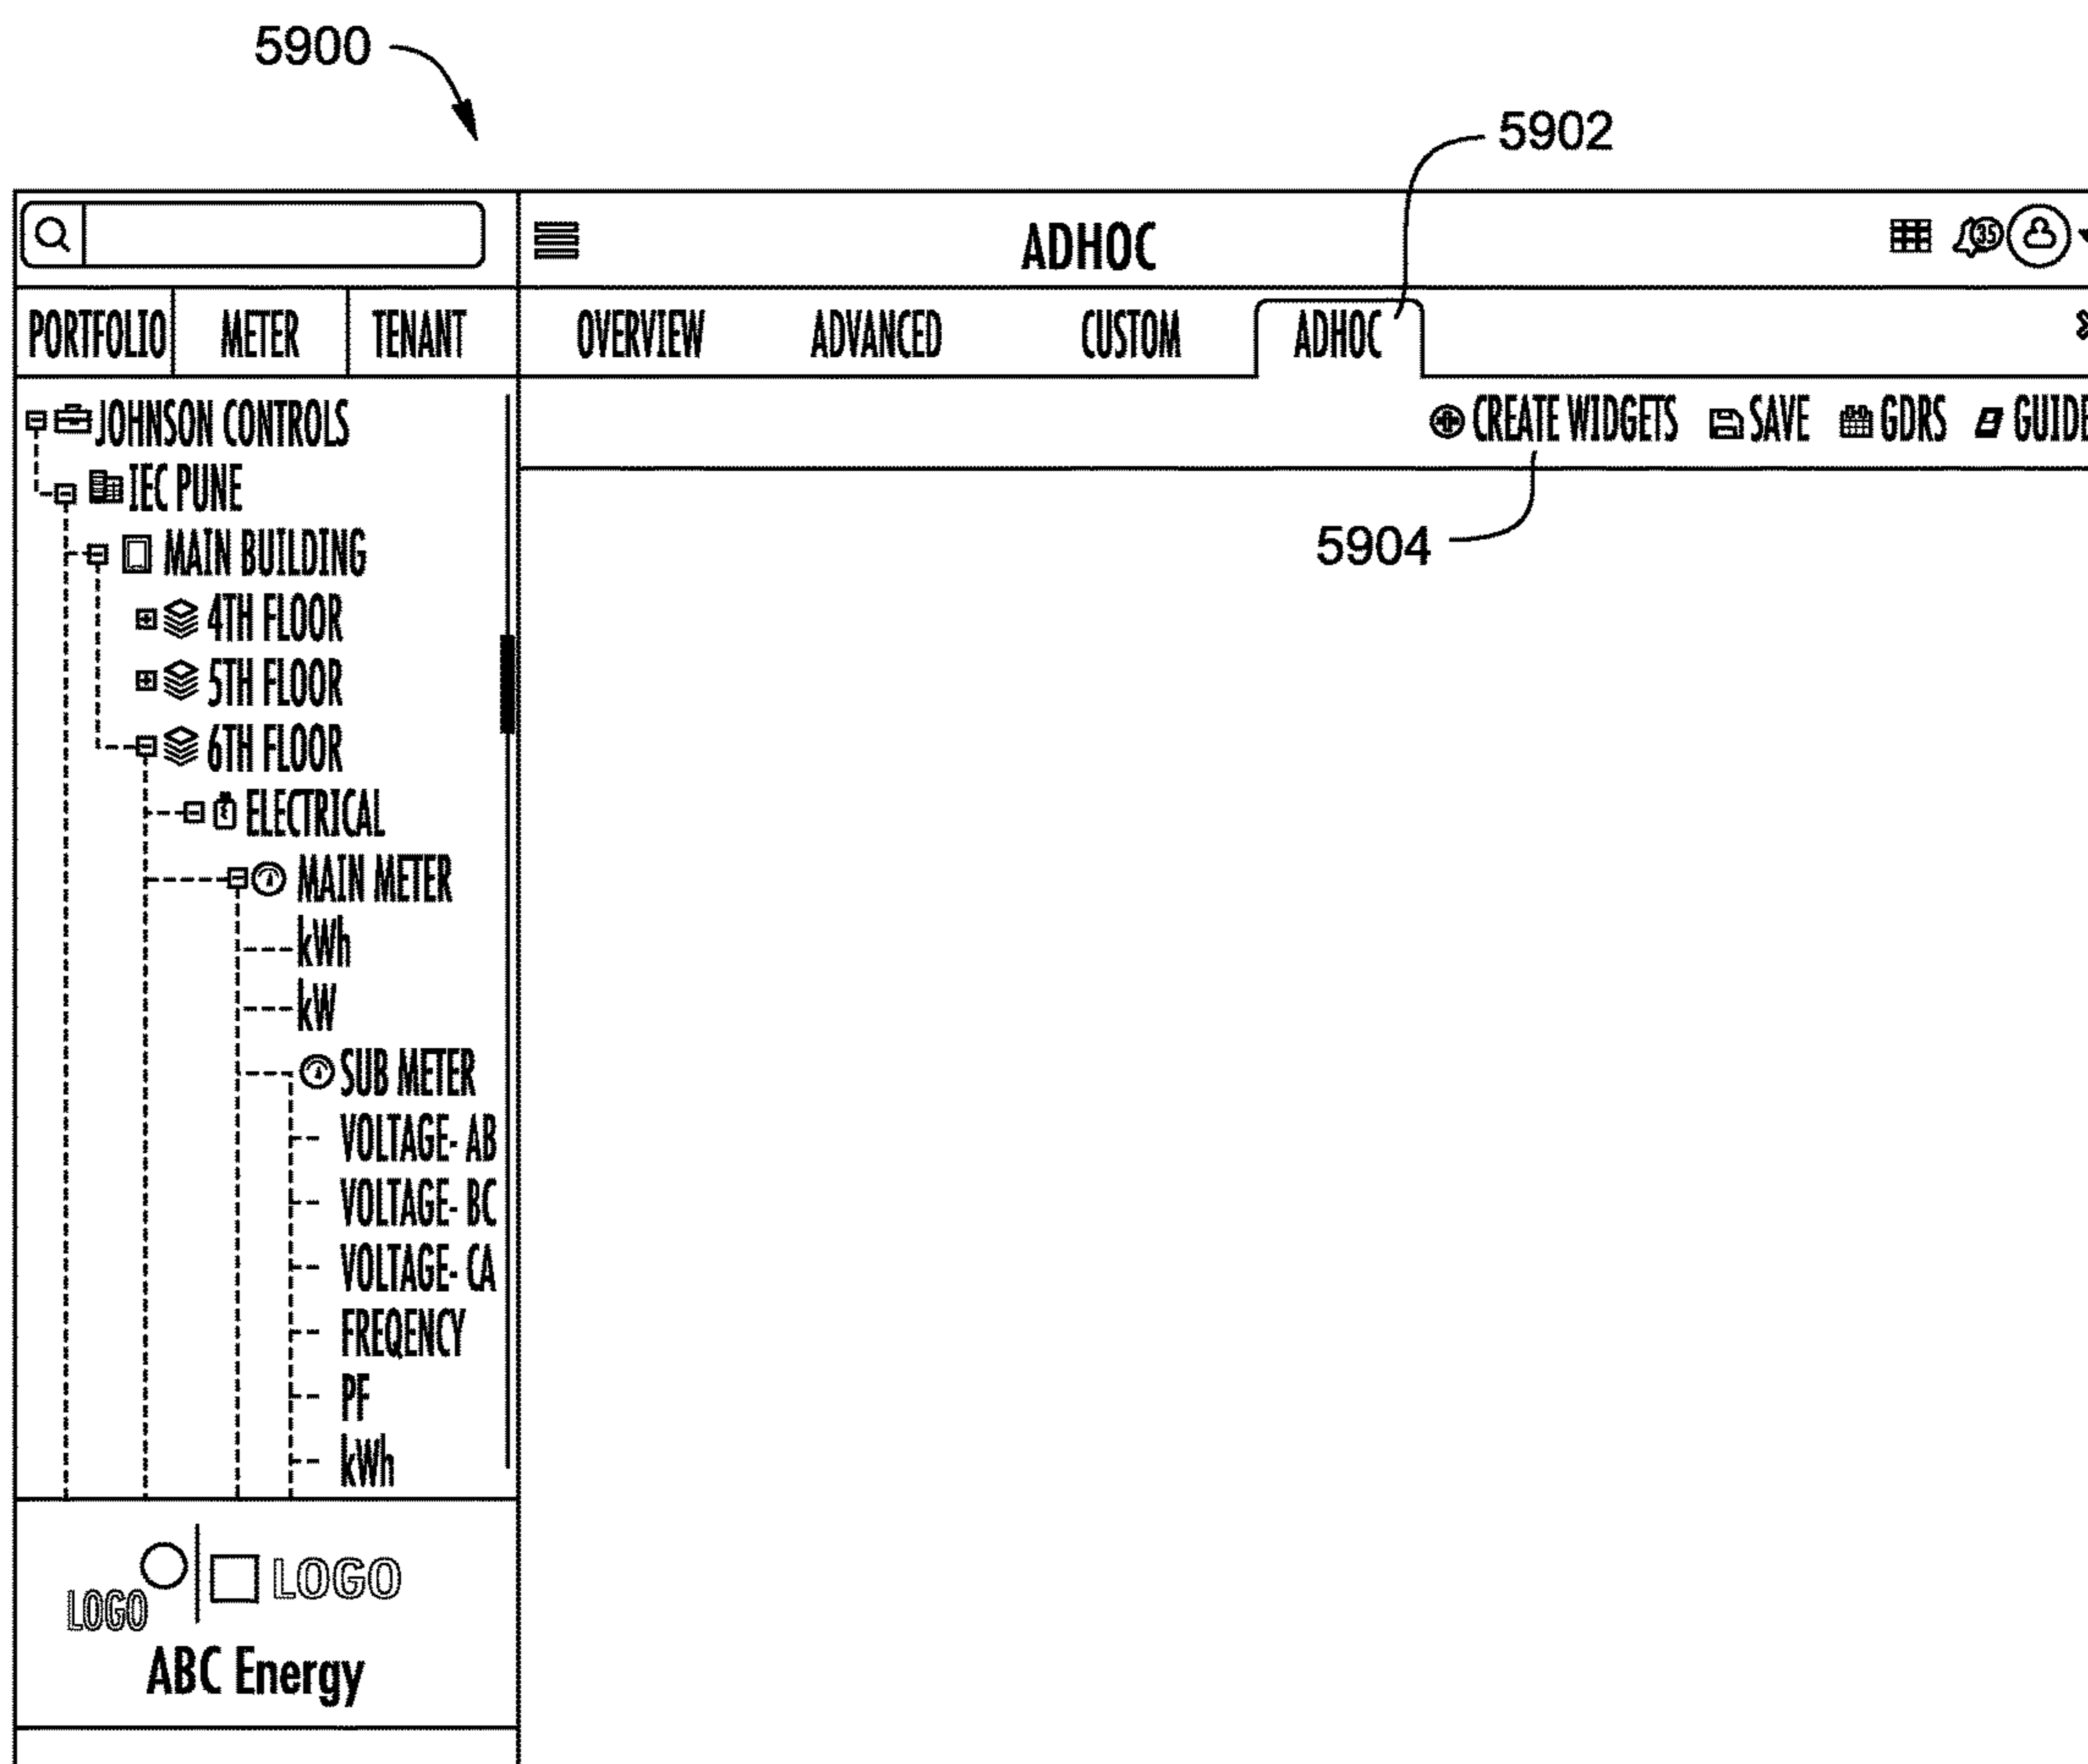 5900
5902
ADHOC
35
PORTFOLIO METER TENANT
OVERVIEW ADVANCED CUSTOM ADHOC
CREATE WIDGETS SAVE GDRS GUIDE
5904
JOHNSON CONTROLS
IEC PUNE
MAIN BUILDING
4TH FLOOR
5TH FLOOR
6TH FLOOR
ELECTRICAL
MAIN METER
kWh
kW
SUB METER
VOLTAGE- AB
VOLTAGE- BC
VOLTAGE- CA
FREQENCY
PF
kWh
LOGO
LOGO
ABC Energy